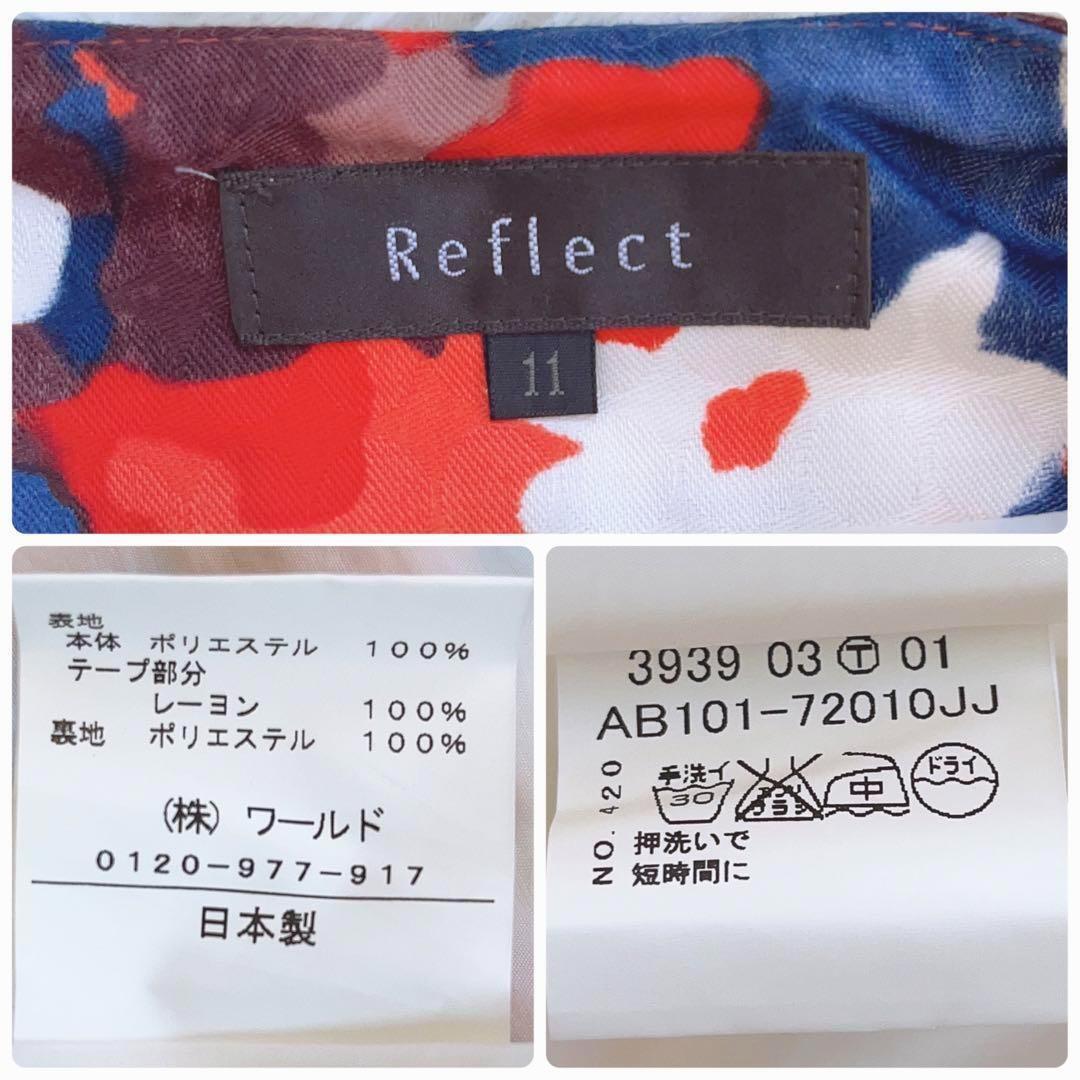 Reflect
11
表地
本体 ポリエステル 100%
テープ部分
レーヨン 100%
裏地 ポリエステル 100%
(株) ワールド
0120-977-917
日本製
3939 03 Ⓣ 01
AB101-72010JJ
NO. 420
手洗イ 30 中 ドライ
押洗いで
短時間に